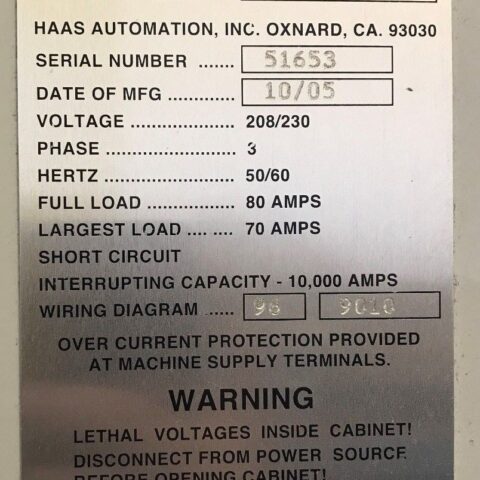 HAAS AUTOMATION, INC. OXNARD, CA. 93030
SERIAL NUMBER ....... 51653
DATE OF MFG ............ 10/05
VOLTAGE .................. 208/230
PHASE ...................... 3
HERTZ ....................... 50/60
FULL LOAD ............... 80 AMPS
LARGEST LOAD .... .... 70 AMPS
SHORT CIRCUIT
INTERRUPTING CAPACITY - 10,000 AMPS
WIRING DIAGRAM ...... 96 9010
OVER CURRENT PROTECTION PROVIDED
AT MACHINE SUPPLY TERMINALS.
WARNING
LETHAL VOLTAGES INSIDE CABINET!
DISCONNECT FROM POWER SOURCE
BEFORE OPENING CABINET!